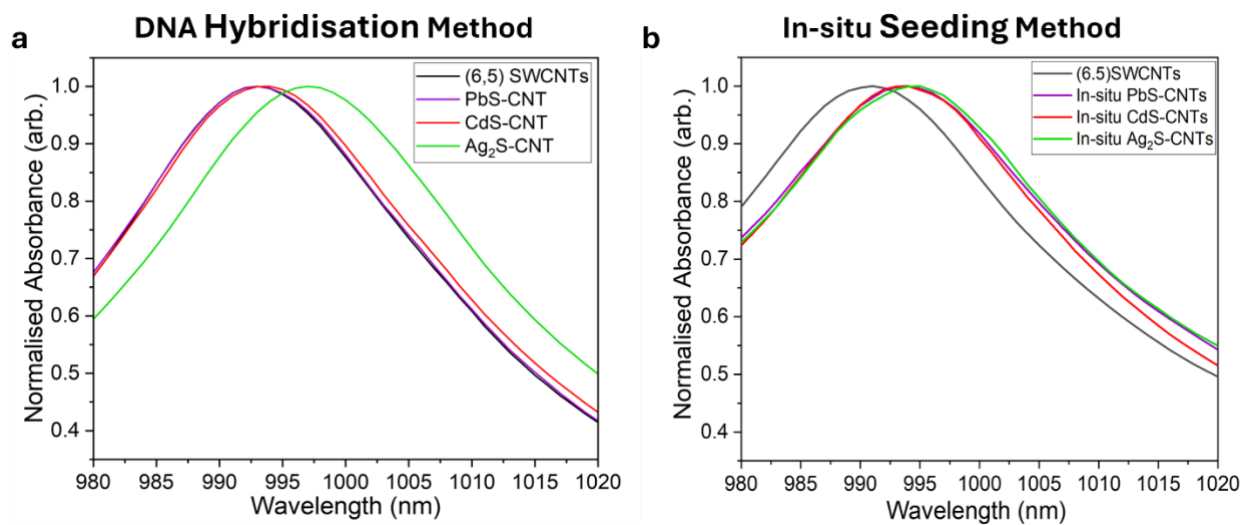 a
DNA Hybridisation Method
(6,5) SWCNTs
PbS-CNT
CdS-CNT
Ag₂S-CNT
Normalised Absorbance (arb.)
1.0
0.9
0.8
0.7
0.6
0.5
0.4
980 985 990 995 1000 1005 1010 1015 1020
Wavelength (nm)
b
In-situ Seeding Method
(6.5)SWCNTs
In-situ PbS-CNTs
In-situ CdS-CNTs
In-situ Ag₂S-CNTs
Normalised Absorbance (arb.)
1.0
0.9
0.8
0.7
0.6
0.5
0.4
980 985 990 995 1000 1005 1010 1015 1020
Wavelength (nm)